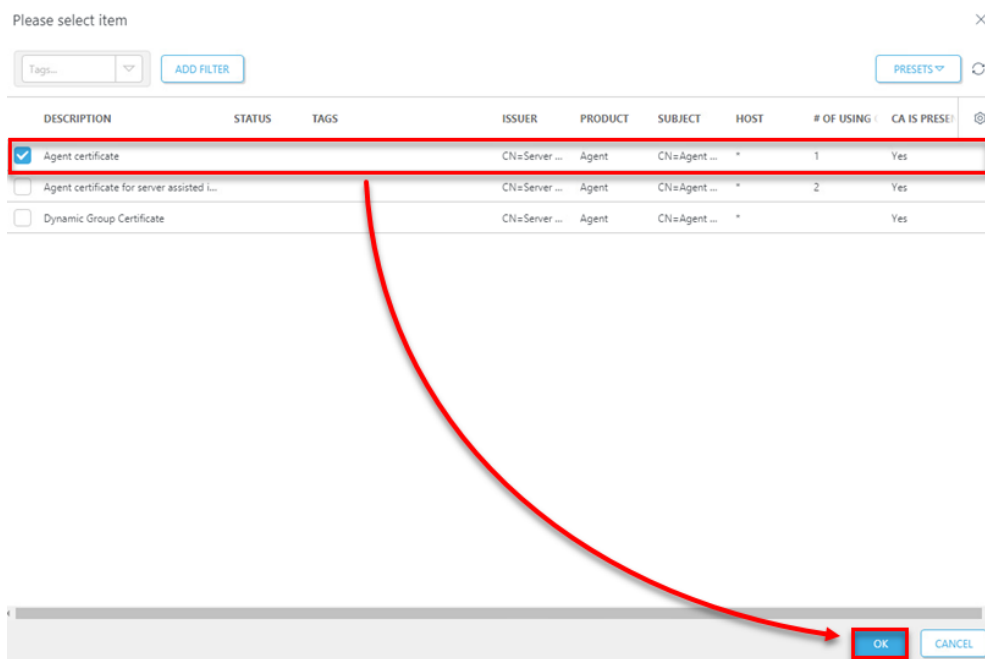 Please select item
Tags... ADD FILTER PRESETS
DESCRIPTION STATUS TAGS ISSUER PRODUCT SUBJECT HOST # OF USING CA IS PRESE
Agent certificate CN=Server ... Agent CN=Agent ... * 1 Yes
Agent certificate for server assisted i... CN=Server ... Agent CN=Agent ... * 2 Yes
Dynamic Group Certificate CN=Server ... Agent CN=Agent ... * Yes
OK CANCEL